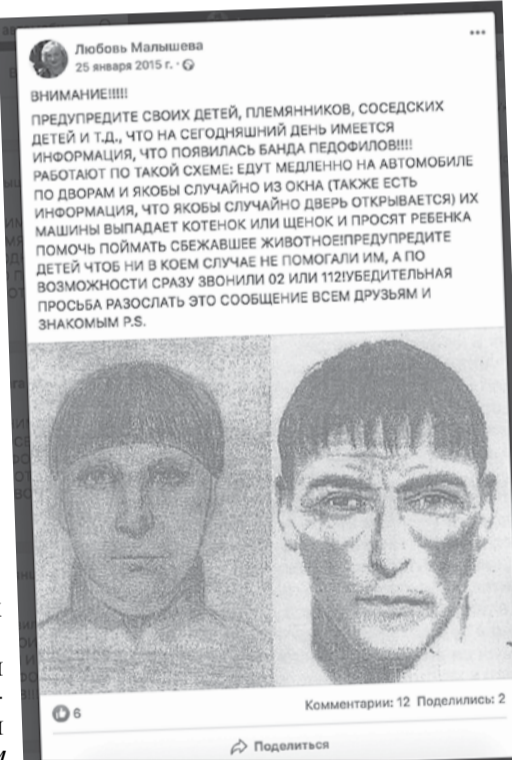 Любовь Малышева
25 января 2015 г. ·
ВНИМАНИЕ!!!!!
ПРЕДУПРЕДИТЕ СВОИХ ДЕТЕЙ, ПЛЕМЯННИКОВ, СОСЕДСКИХ
ДЕТЕЙ И Т.Д., ЧТО НА СЕГОДНЯШНИЙ ДЕНЬ ИМЕЕТСЯ
ИНФОРМАЦИЯ, ЧТО ПОЯВИЛАСЬ БАНДА ПЕДОФИЛОВ!!!!
РАБОТАЮТ ПО ТАКОЙ СХЕМЕ: ЕДУТ МЕДЛЕННО НА АВТОМОБИЛЕ
ПО ДВОРАМ И ЯКОБЫ СЛУЧАЙНО ИЗ ОКНА (ТАКЖЕ ЕСТЬ
ИНФОРМАЦИЯ, ЧТО ЯКОБЫ СЛУЧАЙНО ДВЕРЬ ОТКРЫВАЕТСЯ) ИХ
МАШИНЫ ВЫПАДАЕТ КОТЕНОК ИЛИ ЩЕНОК И ПРОСЯТ РЕБЕНКА
ПОМОЧЬ ПОЙМАТЬ СБЕЖАВШЕЕ ЖИВОТНОЕ!ПРЕДУПРЕДИТЕ
ДЕТЕЙ ЧТОБ НИ В КОЕМ СЛУЧАЕ НЕ ПОМОГАЛИ ИМ, А ПО
ВОЗМОЖНОСТИ СРАЗУ ЗВОНИЛИ 02 ИЛИ 112!УБЕДИТЕЛЬНАЯ
ПРОСЬБА РАЗОСЛАТЬ ЭТО СООБЩЕНИЕ ВСЕМ ДРУЗЬЯМ И
ЗНАКОМЫМ P.S.
6
Комментарии: 12 Поделились: 2
Поделиться